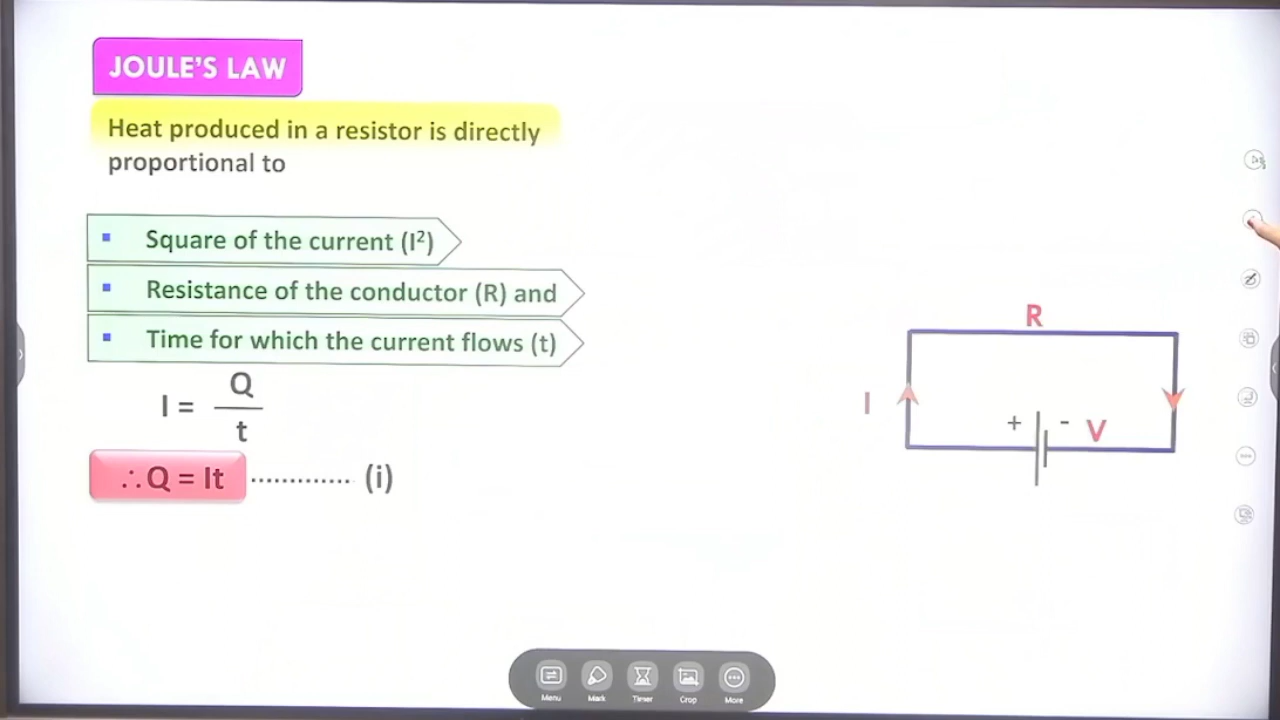 JOULE'S LAW
Heat produced in a resistor is directly
proportional to
▪ Square of the current (I²)
▪ Resistance of the conductor (R) and
▪ Time for which the current flows (t)
I = Q
t
∴ Q = It ............. (i)
R
I
+ - V
Menu Mark Timer Crop More